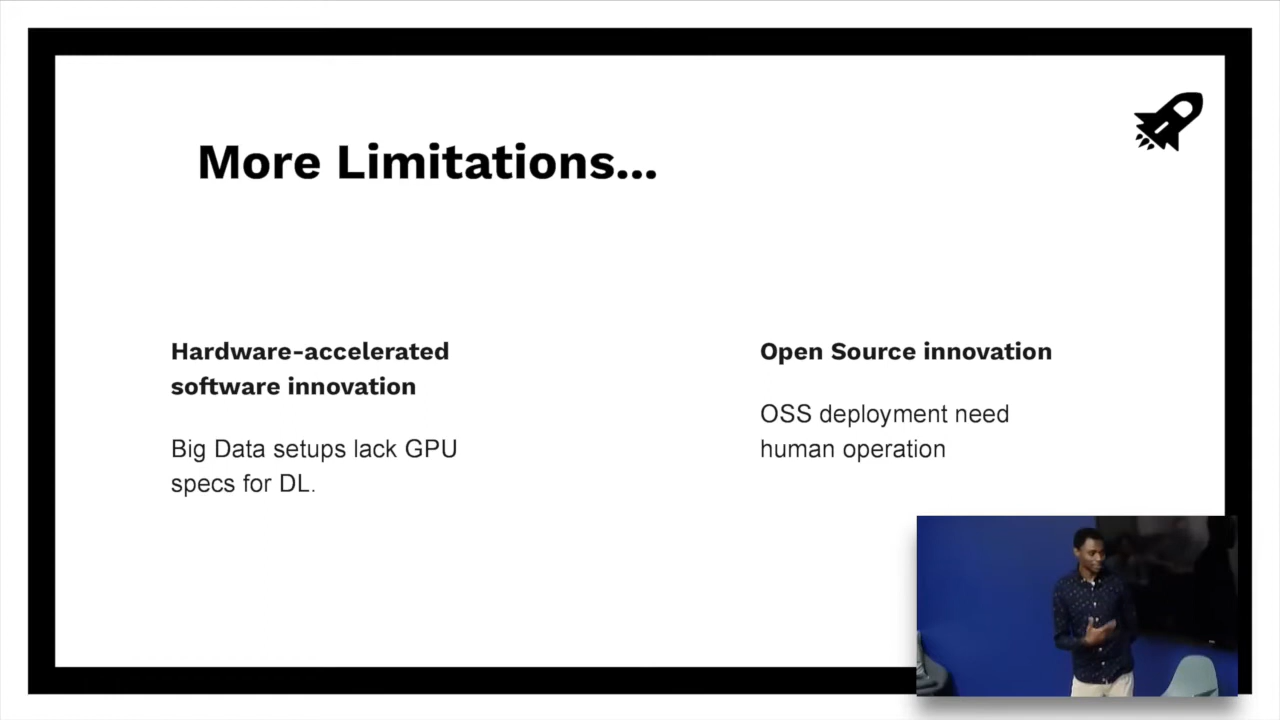 More Limitations...
Hardware-accelerated
software innovation
Big Data setups lack GPU
specs for DL.
Open Source innovation
OSS deployment need
human operation